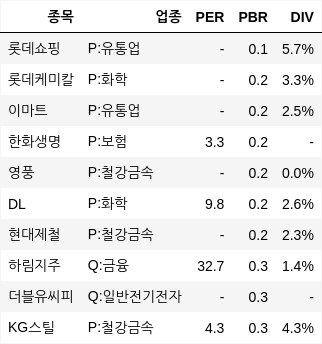 종목 업종 PER PBR DIV
롯데쇼핑 P:유통업 - 0.1 5.7%
롯데케미칼 P:화학 - 0.2 3.3%
이마트 P:유통업 - 0.2 2.5%
한화생명 P:보험 3.3 0.2 -
영풍 P:철강금속 - 0.2 0.0%
DL P:화학 9.8 0.2 2.6%
현대제철 P:철강금속 - 0.2 2.3%
하림지주 Q:금융 32.7 0.3 1.4%
더블유씨피 Q:일반전기전자 - 0.3 -
KG스틸 P:철강금속 4.3 0.3 4.3%